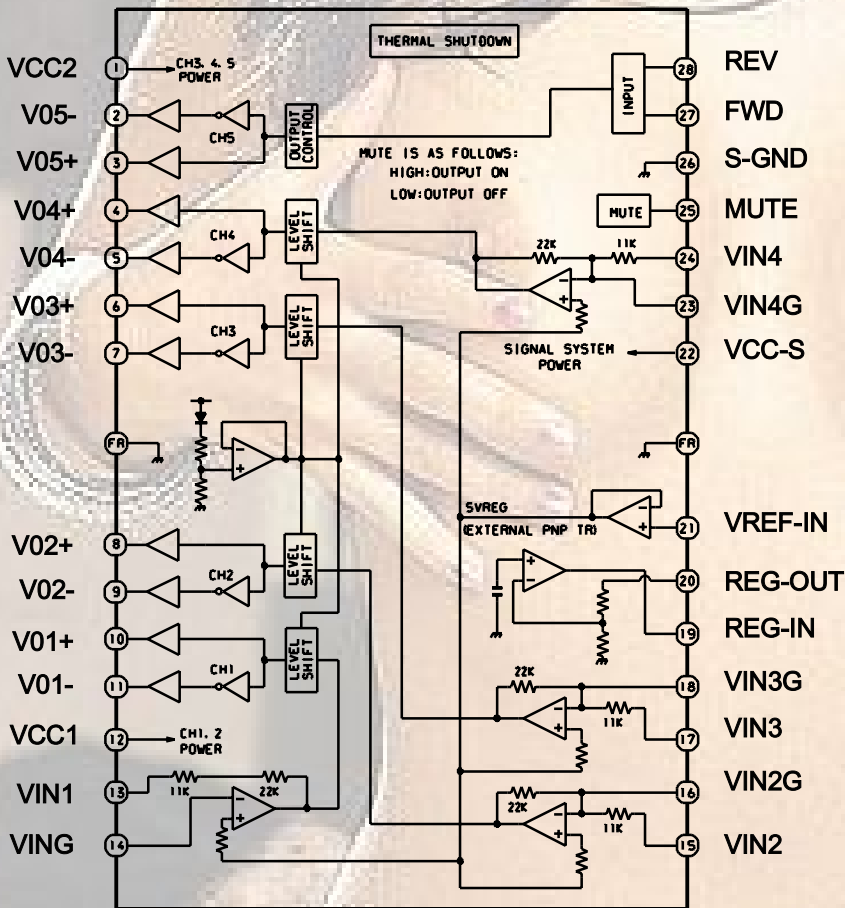 THERMAL SHUTDOWN
VCC2 1 CH3. 4. 5
POWER
V05- 2
CH5
V05+ 3
OUTPUT
CONTROL
INPUT
28 REV
27 FWD
26 S-GND
MUTE IS AS FOLLOWS:
HIGH:OUTPUT ON
LOW:OUTPUT OFF
MUTE 25 MUTE
V04+ 4
CH4
V04- 5
LEVEL
SHIFT
22K 11K 24 VIN4
- +
23 VIN4G
V03+ 6
CH3
V03- 7
LEVEL
SHIFT
SIGNAL SYSTEM
POWER
22 VCC-S
FR
- +
FR
5VREG
(EXTERNAL PNP TR)
- +
21 VREF-IN
V02+ 8
CH2
V02- 9
LEVEL
SHIFT
+ -
20 REG-OUT
19 REG-IN
V01+ 10
CH1
V01- 11
LEVEL
SHIFT
22K 18 VIN3G
- +
11K 17 VIN3
VCC1 12 CH1. 2
POWER
VIN1 13 11K 22K
- +
VING 14
22K 16 VIN2G
- +
11K 15 VIN2